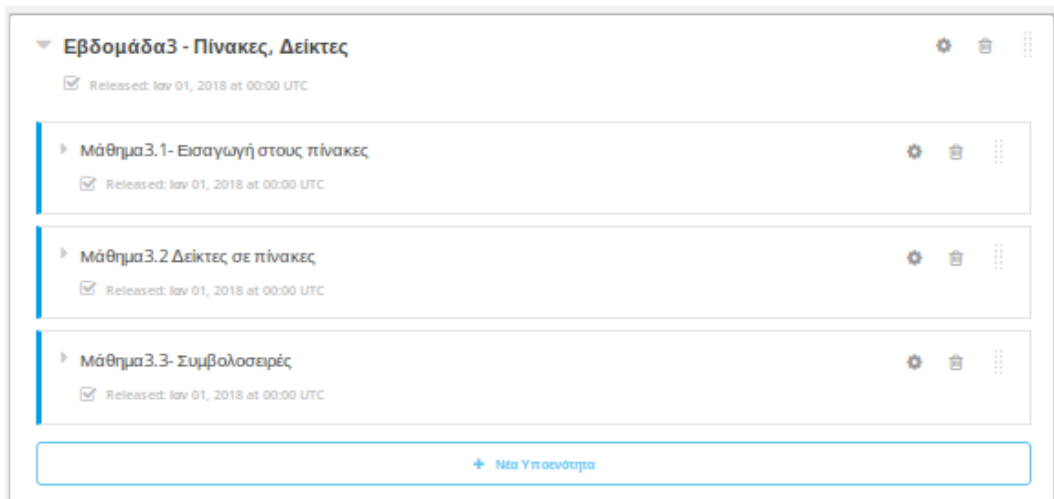 Εβδομάδα3 - Πίνακες, Δείκτες
Released: Ιαν 01, 2018 at 00:00 UTC
Μάθημα3.1- Εισαγωγή στους πίνακες
Released: Ιαν 01, 2018 at 00:00 UTC
Μάθημα3.2 Δείκτες σε πίνακες
Released: Ιαν 01, 2018 at 00:00 UTC
Μάθημα3.3- Συμβολοσειρές
Released: Ιαν 01, 2018 at 00:00 UTC
+ Νέα Υποενότητα